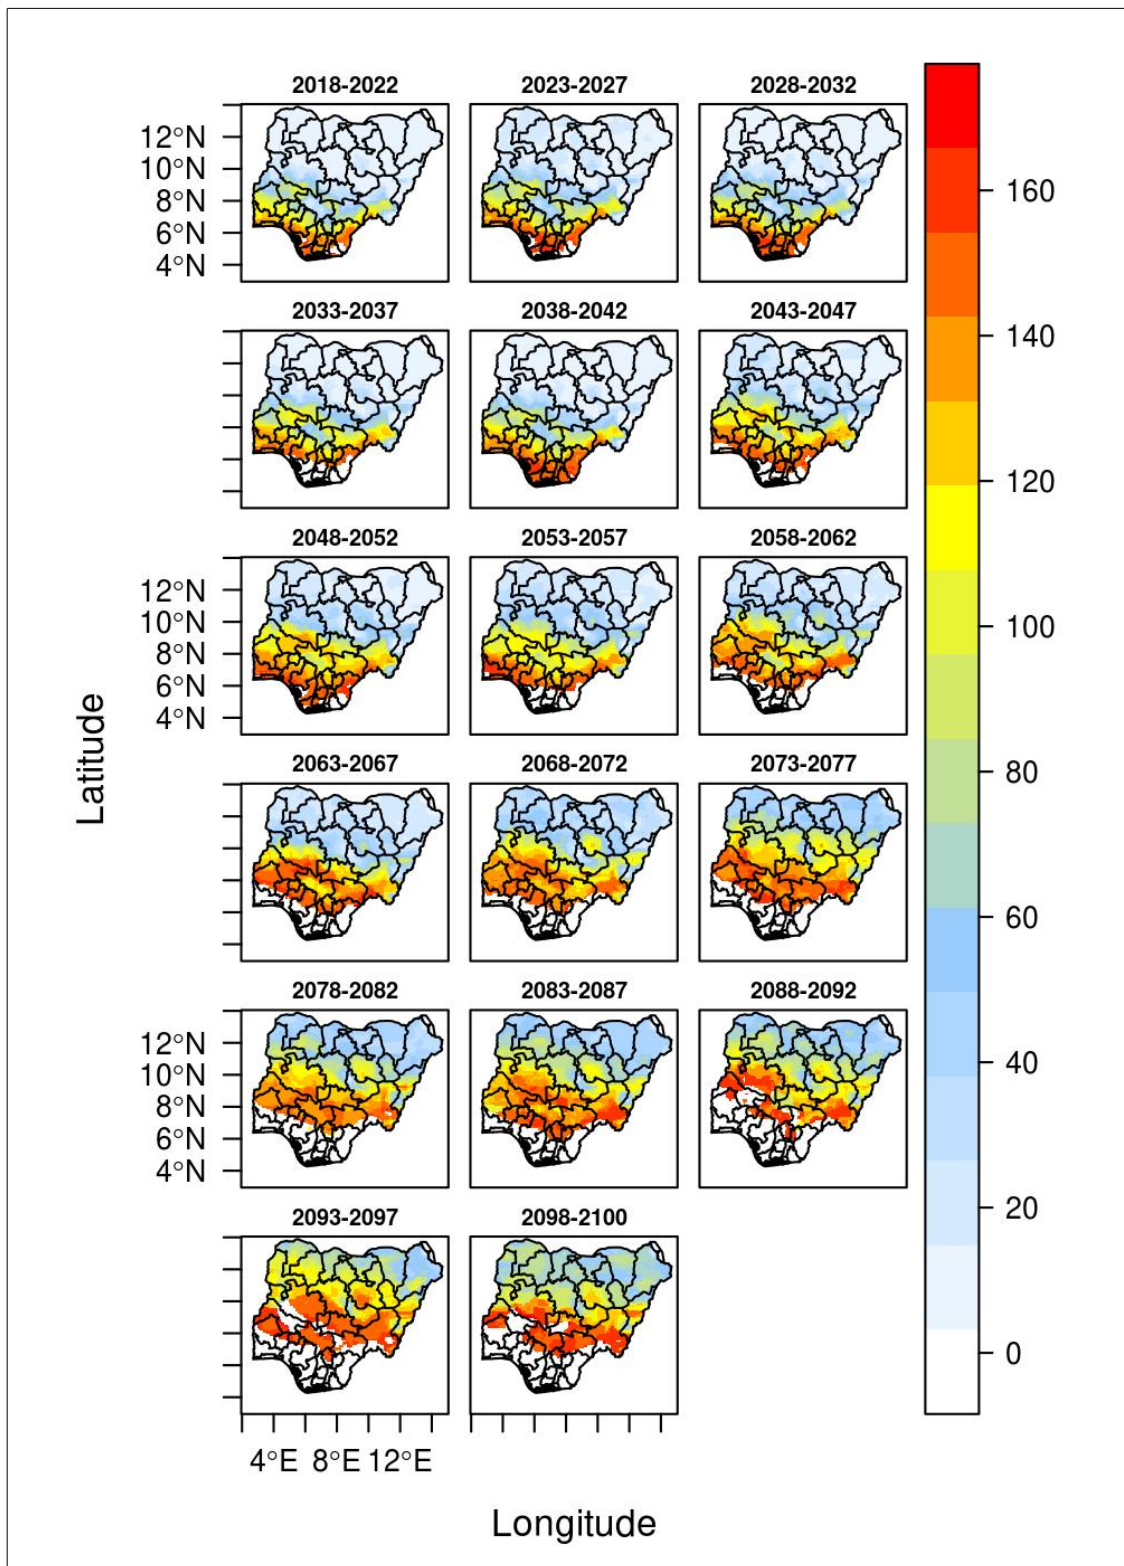 2018-2022 2023-2027 2028-2032
12°N
10°N
8°N
6°N
4°N
2033-2037 2038-2042 2043-2047
2048-2052 2053-2057 2058-2062
12°N
10°N
8°N
6°N
4°N
2063-2067 2068-2072 2073-2077
2078-2082 2083-2087 2088-2092
12°N
10°N
8°N
6°N
4°N
2093-2097 2098-2100
4°E 8°E 12°E
Longitude
Latitude
160
140
120
100
80
60
40
20
0